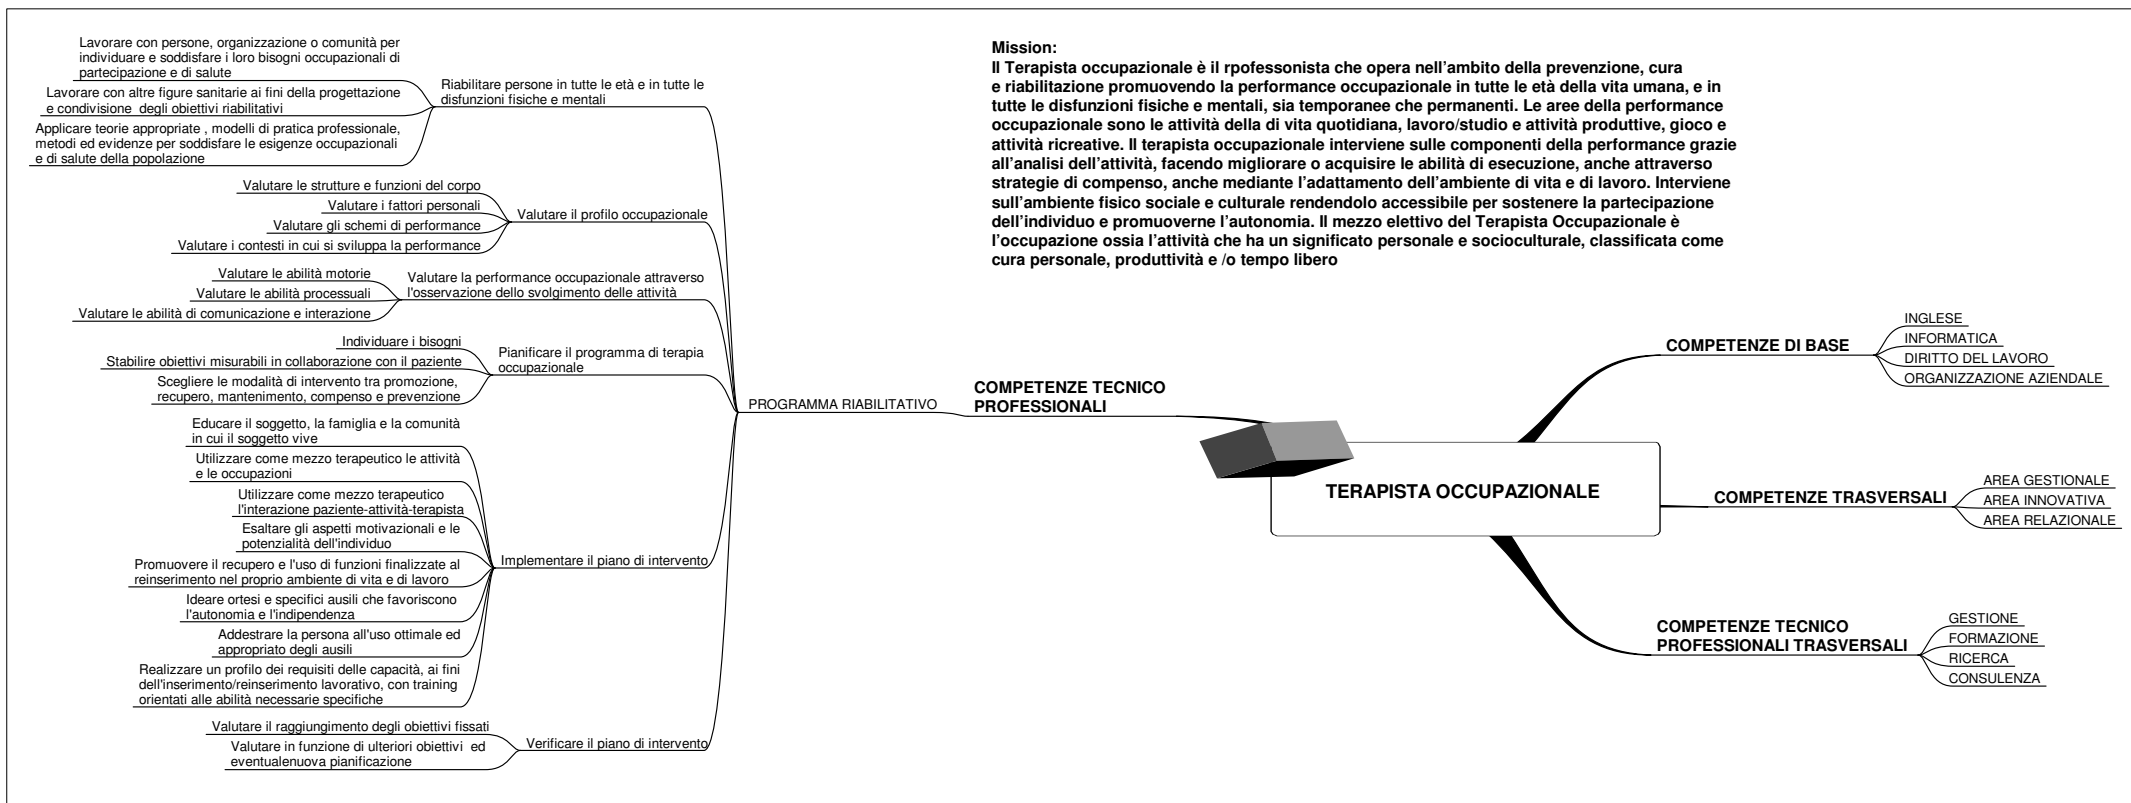 Lavorare con persone, organizzazione o comunità per
individuare e soddisfare i loro bisogni occupazionali di
partecipazione e di salute
Lavorare con altre figure sanitarie ai fini della progettazione
e condivisione  degli obiettivi riabilitativi
Applicare teorie appropriate , modelli di pratica professionale,
metodi ed evidenze per soddisfare le esigenze occupazionali
e di salute della popolazione
Riabilitare persone in tutte le età e in tutte le
disfunzioni fisiche e mentali
Valutare le strutture e funzioni del corpo
Valutare i fattori personali
Valutare gli schemi di performance
Valutare i contesti in cui si sviluppa la performance
Valutare il profilo occupazionale
Valutare le abilità motorie
Valutare le abilità processuali
Valutare le abilità di comunicazione e interazione
Valutare la performance occupazionale attraverso
l'osservazione dello svolgimento delle attività
Individuare i bisogni
Stabilire obiettivi misurabili in collaborazione con il paziente
Scegliere le modalità di intervento tra promozione,
recupero, mantenimento, compenso e prevenzione
Pianificare il programma di terapia
occupazionale
Educare il soggetto, la famiglia e la comunità
in cui il soggetto vive
Utilizzare come mezzo terapeutico le attività
e le occupazioni
Utilizzare come mezzo terapeutico
l'interazione paziente-attività-terapista
Esaltare gli aspetti motivazionali e le
potenzialità dell'individuo
Promuovere il recupero e l'uso di funzioni finalizzate al
reinserimento nel proprio ambiente di vita e di lavoro
Ideare ortesi e specifici ausili che favoriscono
l'autonomia e l'indipendenza
Addestrare la persona all'uso ottimale ed
appropriato degli ausili
Realizzare un profilo dei requisiti delle capacità, ai fini
dell'inserimento/reinserimento lavorativo, con training
orientati alle abilità necessarie specifiche
Implementare il piano di intervento
Valutare il raggiungimento degli obiettivi fissati
Valutare in funzione di ulteriori obiettivi  ed
eventualenuova pianificazione
Verificare il piano di intervento
PROGRAMMA RIABILITATIVO
COMPETENZE TECNICO
PROFESSIONALI
Mission:
Il Terapista occupazionale è il rpofessonista che opera nell'ambito della prevenzione, cura
e riabilitazione promuovendo la performance occupazionale in tutte le età della vita umana, e in
tutte le disfunzioni fisiche e mentali, sia temporanee che permanenti. Le aree della performance
occupazionale sono le attività della di vita quotidiana, lavoro/studio e attività produttive, gioco e
attività ricreative. Il terapista occupazionale interviene sulle componenti della performance grazie
all'analisi dell'attività, facendo migliorare o acquisire le abilità di esecuzione, anche attraverso
strategie di compenso, anche mediante l'adattamento dell'ambiente di vita e di lavoro. Interviene
sull'ambiente fisico sociale e culturale rendendolo accessibile per sostenere la partecipazione
dell'individuo e promuoverne l'autonomia. Il mezzo elettivo del Terapista Occupazionale è
l'occupazione ossia l'attività che ha un significato personale e socioculturale, classificata come
cura personale, produttività e /o tempo libero
TERAPISTA OCCUPAZIONALE
COMPETENZE DI BASE
INGLESE
INFORMATICA
DIRITTO DEL LAVORO
ORGANIZZAZIONE AZIENDALE
COMPETENZE TRASVERSALI
AREA GESTIONALE
AREA INNOVATIVA
AREA RELAZIONALE
COMPETENZE TECNICO
PROFESSIONALI TRASVERSALI
GESTIONE
FORMAZIONE
RICERCA
CONSULENZA